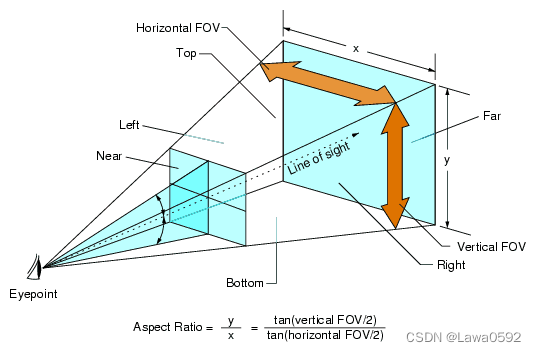 Horizontal FOV
x
Top
Left
Far
Near
Line of sight
y
Vertical FOV
Right
Bottom
Eyepoint
Aspect Ratio = y/x = tan(vertical FOV/2)/tan(horizontal FOV/2)
CSDN @Lawa0592